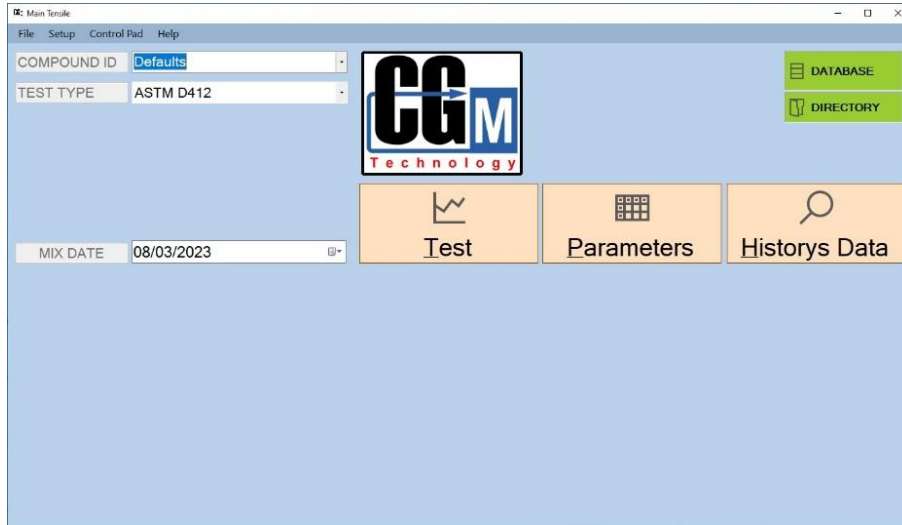 Main Tensile
File Setup Control Pad Help
COMPOUND ID Defaults
TEST TYPE ASTM D412
CGM
Technology
DATABASE
DIRECTORY
MIX DATE 08/03/2023
Test
Parameters
Historys Data